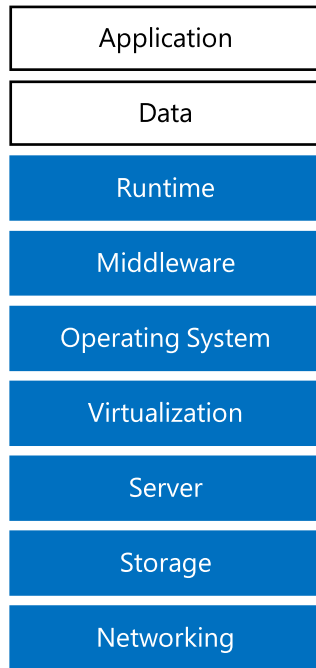 Application
Data
Runtime
Middleware
Operating System
Virtualization
Server
Storage
Networking